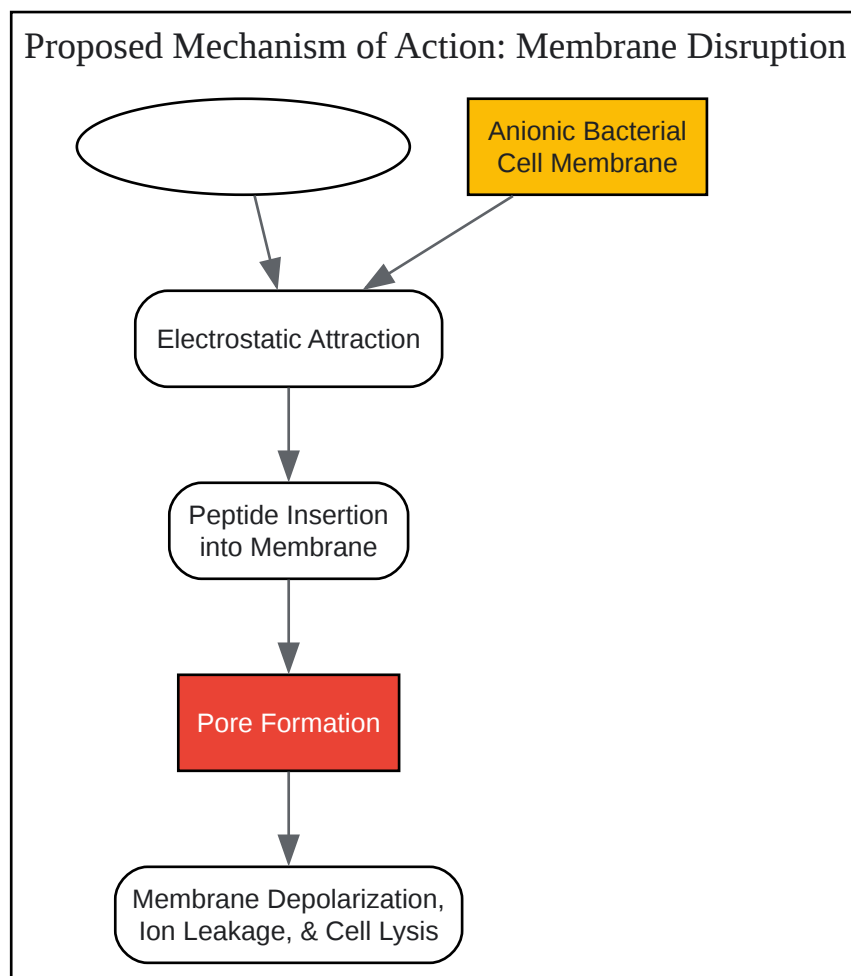 Proposed Mechanism of Action: Membrane Disruption
Anionic Bacterial
Cell Membrane
Electrostatic Attraction
Peptide Insertion
into Membrane
Pore Formation
Membrane Depolarization,
Ion Leakage, & Cell Lysis